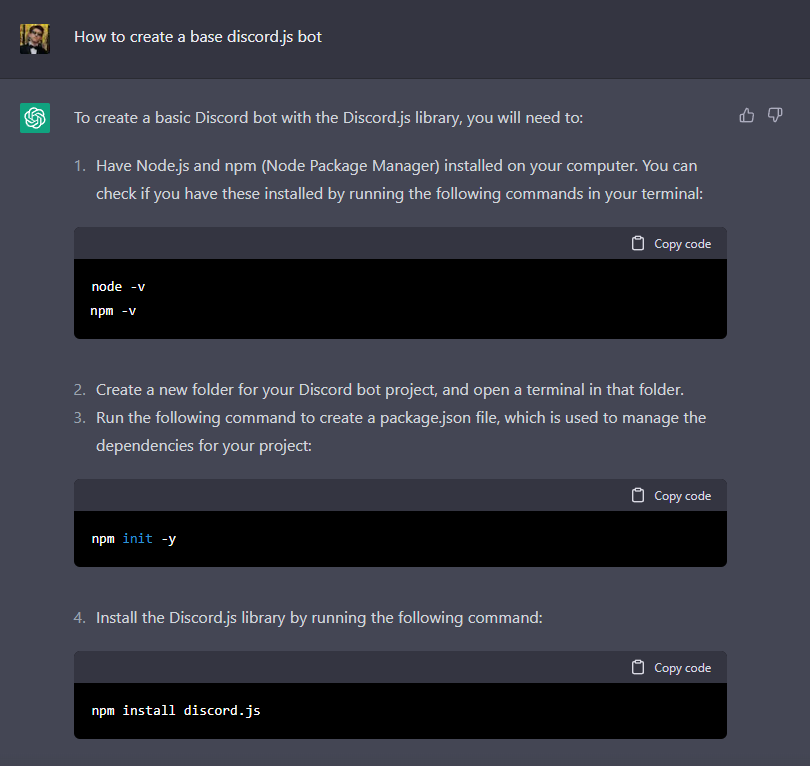 How to create a base discord.js bot
To create a basic Discord bot with the Discord.js library, you will need to:
1. Have Node.js and npm (Node Package Manager) installed on your computer. You can
check if you have these installed by running the following commands in your terminal:
Copy code
node -v
npm -v
2. Create a new folder for your Discord bot project, and open a terminal in that folder.
3. Run the following command to create a package.json file, which is used to manage the
dependencies for your project:
Copy code
npm init -y
4. Install the Discord.js library by running the following command:
Copy code
npm install discord.js